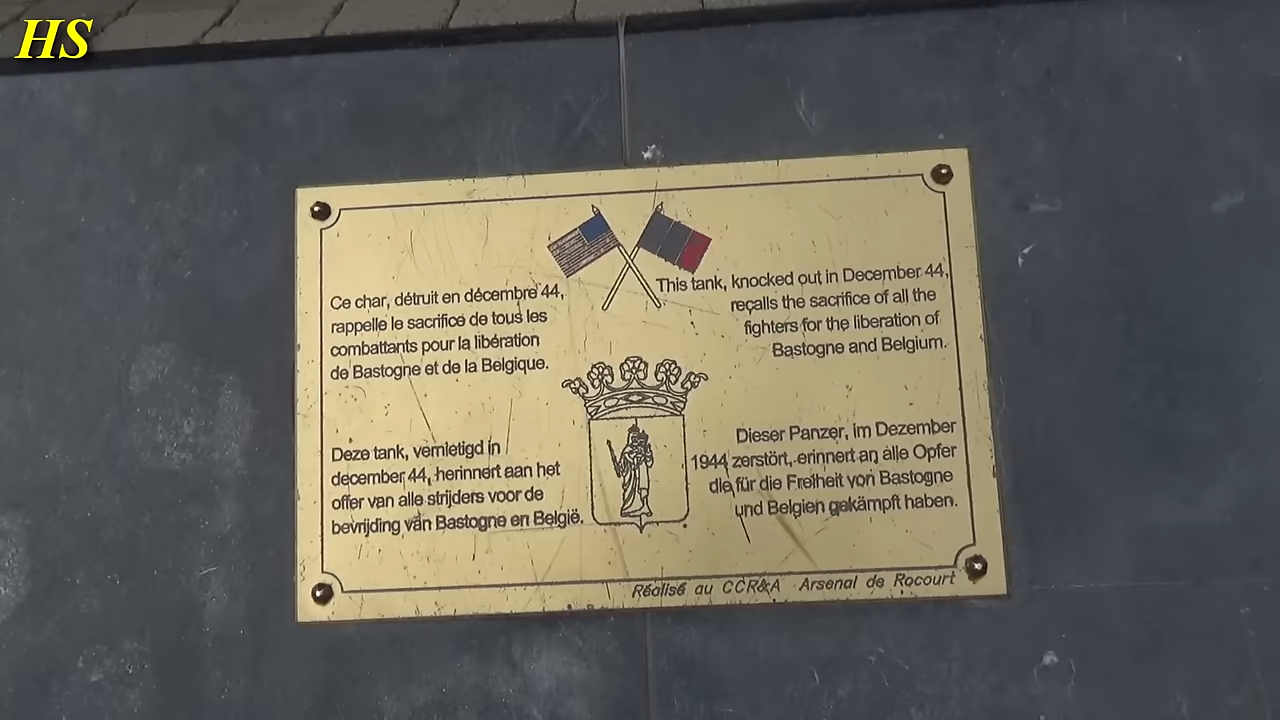 HS
Ce char, détruit en décembre 44,
rappelle le sacrifice de tous les
combattants pour la libération
de Bastogne et de la Belgique.
This tank, knocked out in December 44,
recalls the sacrifice of all the
fighters for the liberation of
Bastogne and Belgium.
Deze tank, vernietigd in
december 44, herinnert aan het
offer van alle strijders voor de
bevrijding van Bastogne en België.
Dieser Panzer, im Dezember
1944 zerstört, erinnert an alle Opfer
die für die Freiheit von Bastogne
und Belgien gekämpft haben.
Réalisé au CCR&A Arsenal de Rocourt